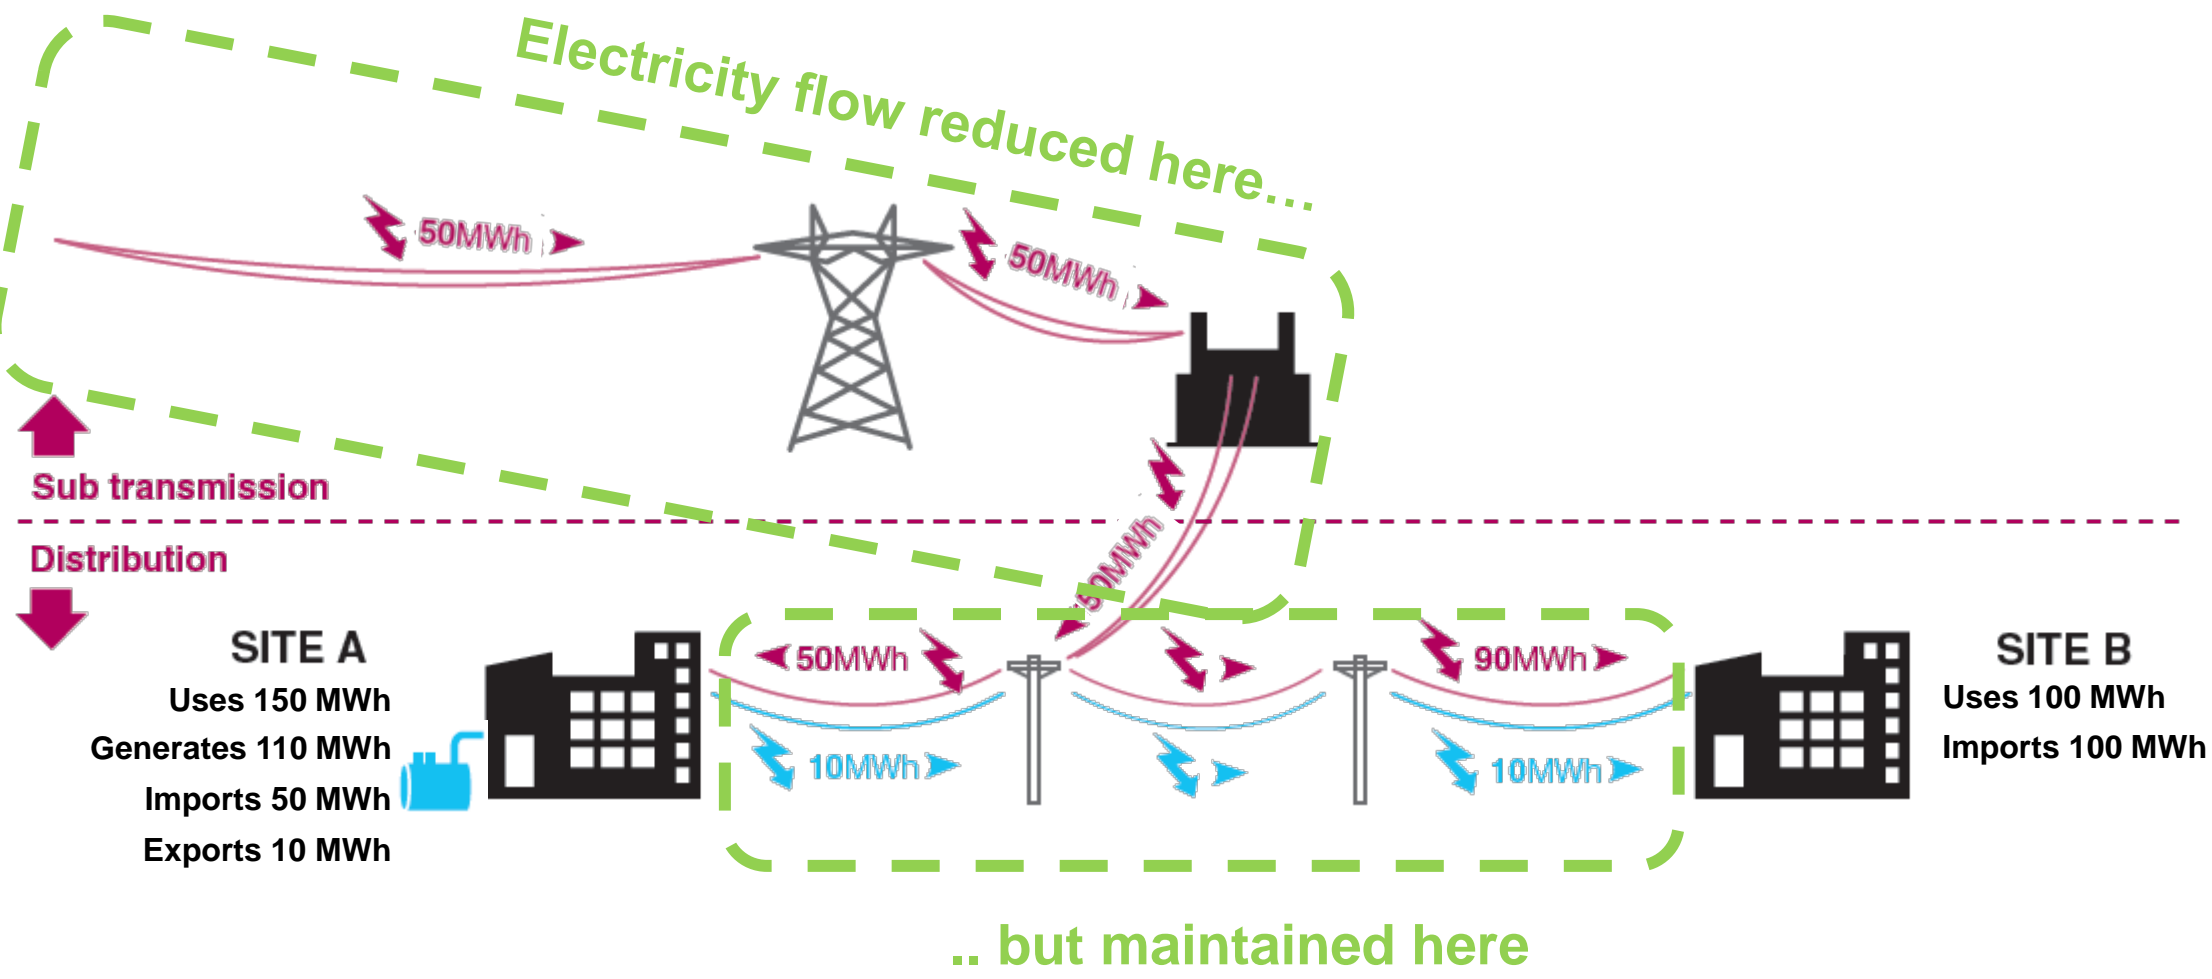 Electricity flow reduced here...
50MWh
50MWh
Sub transmission
50MWh
Distribution
SITE A
Uses 150 MWh
Generates 110 MWh
Imports 50 MWh
Exports 10 MWh
50MWh
90MWh
10MWh
10MWh
SITE B
Uses 100 MWh
Imports 100 MWh
.. but maintained here